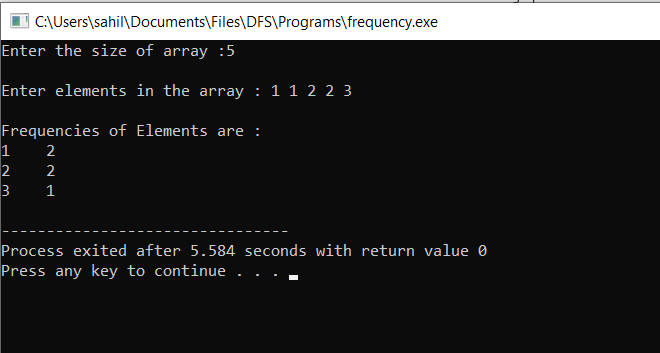 C:\Users\sahil\Documents\Files\DFS\Programs\frequency.exe
Enter the size of array :5
Enter elements in the array : 1 1 2 2 3
Frequencies of Elements are :
1    2
2    2
3    1
--------------------------------
Process exited after 5.584 seconds with return value 0
Press any key to continue . . .